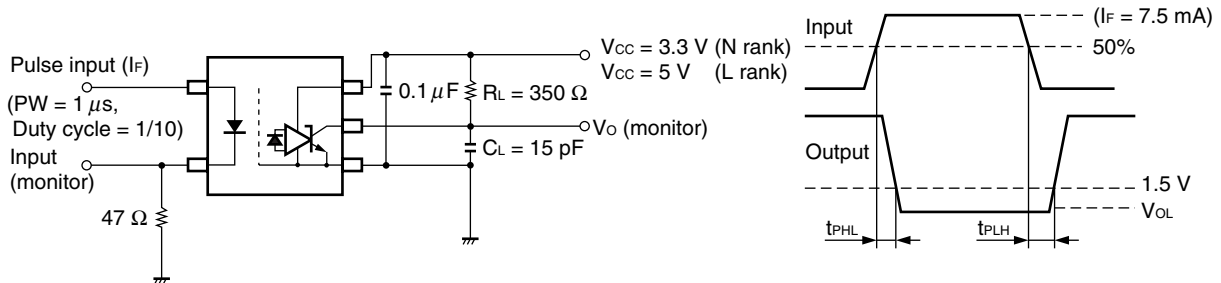 Pulse input (IF)
(PW = 1 μs,
Duty cycle = 1/10)
Input
(monitor)
47 Ω
0.1 μF
RL = 350 Ω
CL = 15 pF
VCC = 3.3 V (N rank)
VCC = 5 V (L rank)
VO (monitor)
Input
(IF = 7.5 mA)
50%
Output
1.5 V
VOL
tPHL
tPLH